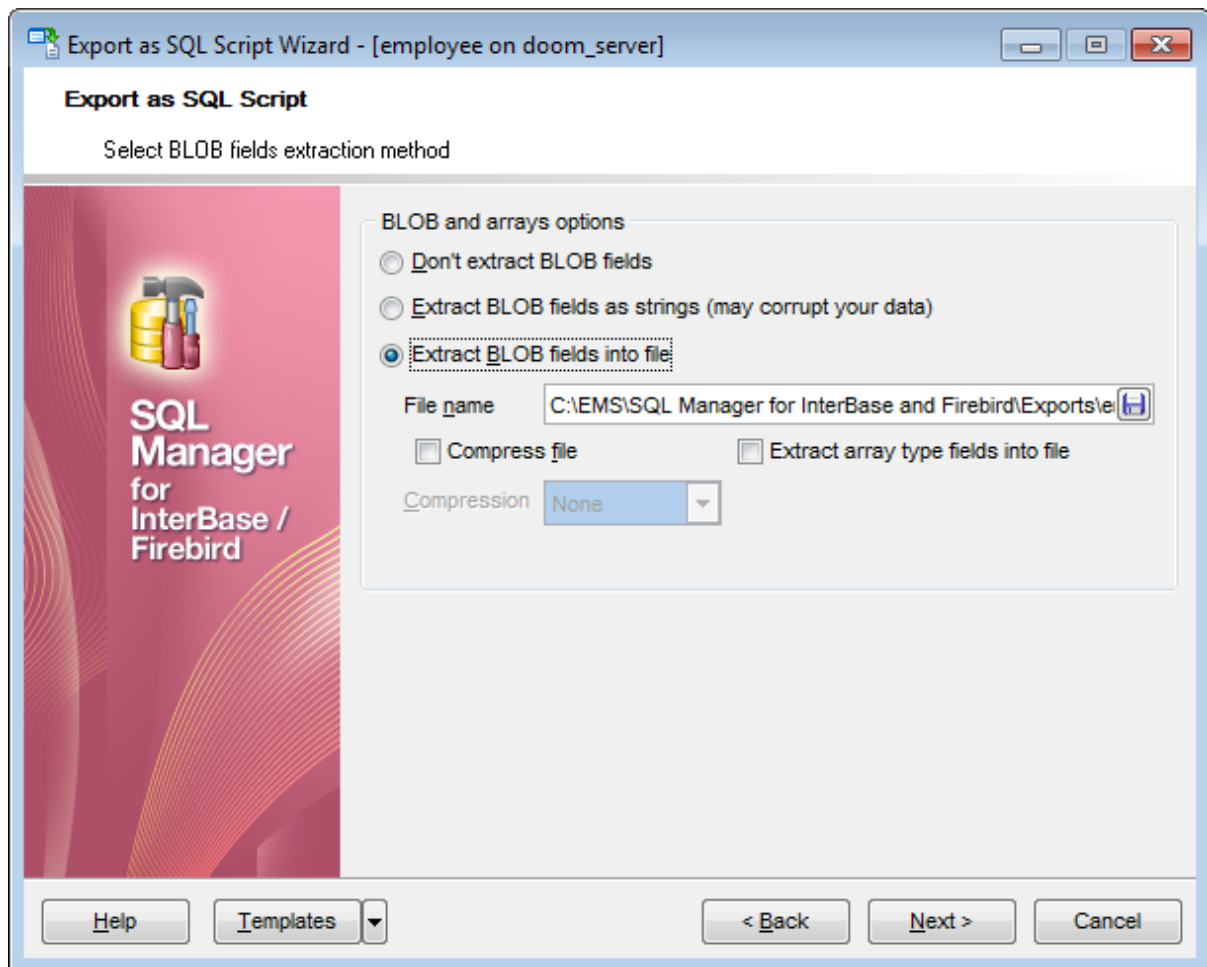 Export as SQL Script Wizard - [employee on doom_server]
Export as SQL Script
Select BLOB fields extraction method
SQL
Manager
for
InterBase /
Firebird
BLOB and arrays options
Don't extract BLOB fields
Extract BLOB fields as strings (may corrupt your data)
Extract BLOB fields into file
File name C:\EMS\SQL Manager for InterBase and Firebird\Exports\e
Compress file Extract array type fields into file
Compression None
Help Templates < Back Next > Cancel